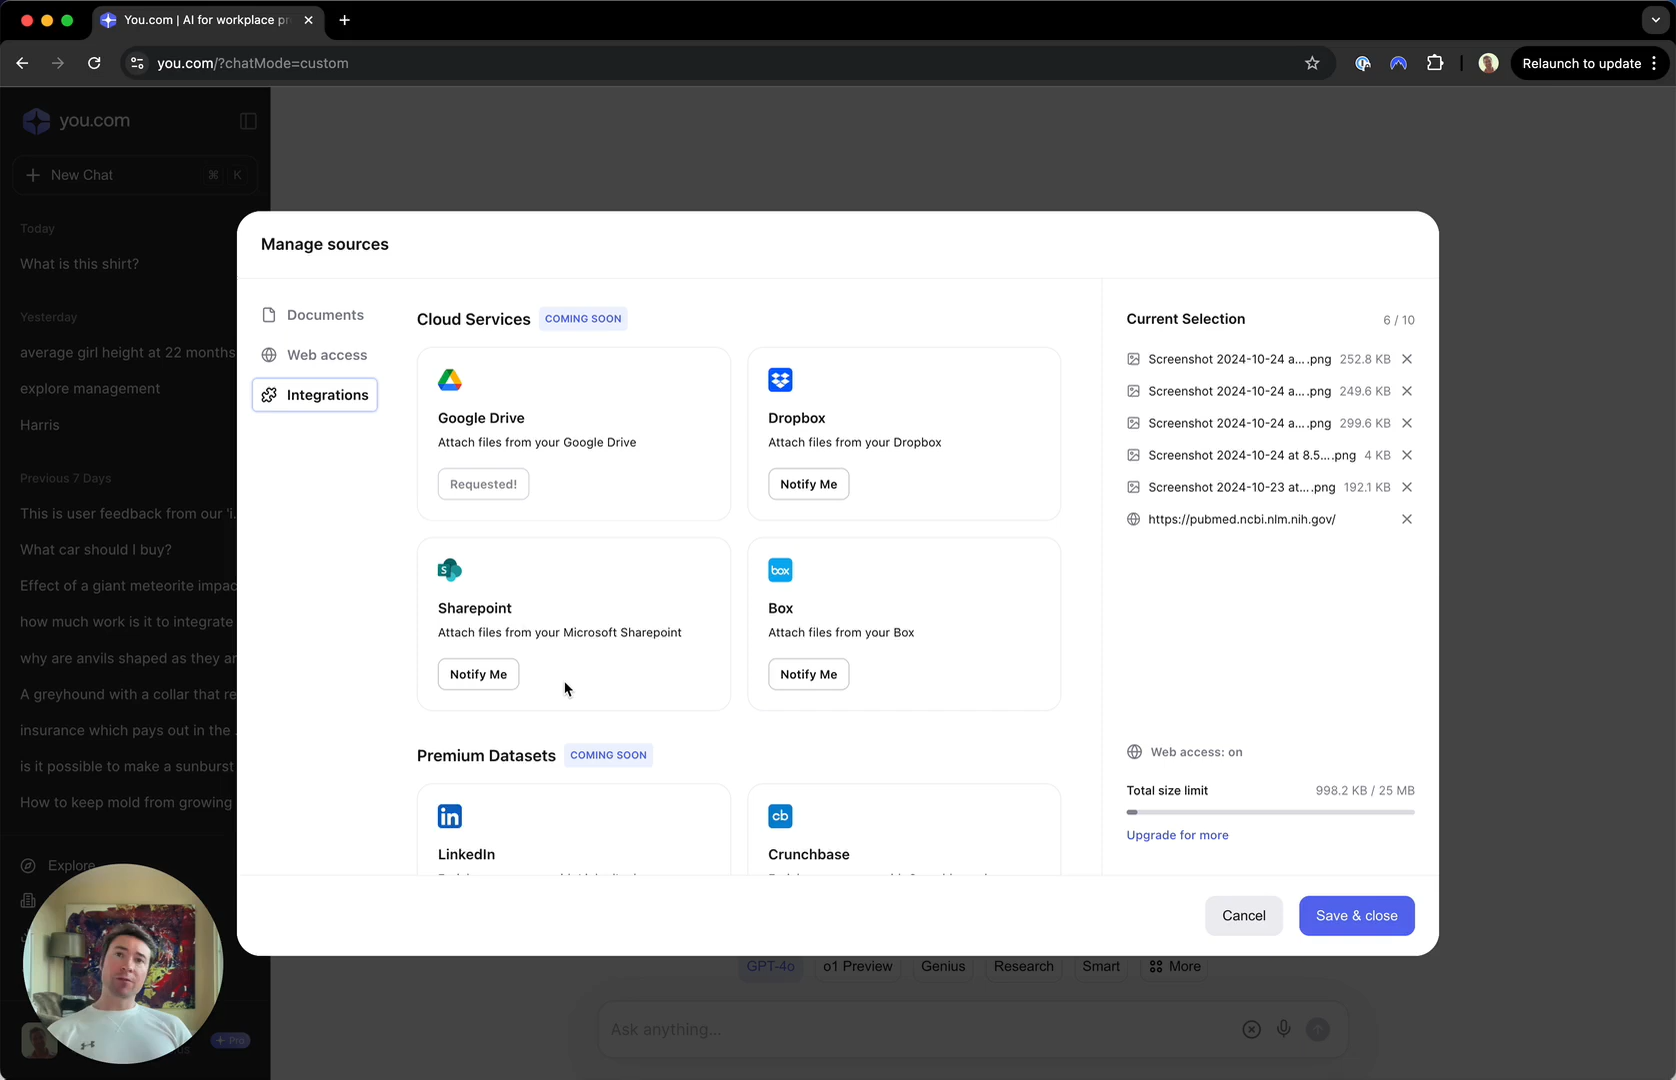 You.com | AI for workplace pr
you.com/?chatMode=custom
Relaunch to update
you.com
New Chat
⌘ K
Today
What is this shirt?
Yesterday
average girl height at 22 months
explore management
Harris
Previous 7 Days
This is user feedback from our 'i..
What car should I buy?
Effect of a giant meteorite impac
how much work is it to integrate
why are anvils shaped as they ar
A greyhound with a collar that re
insurance which pays out in the .
is it possible to make a sunburst
How to keep mold from growing
Explore
+ Pro
Manage sources
Documents
Web access
Integrations
Cloud Services COMING SOON
Google Drive
Attach files from your Google Drive
Requested!
Dropbox
Attach files from your Dropbox
Notify Me
S
Sharepoint
Attach files from your Microsoft Sharepoint
Notify Me
box
Box
Attach files from your Box
Notify Me
Premium Datasets COMING SOON
in
LinkedIn
cb
Crunchbase
Current Selection 6 / 10
Screenshot 2024-10-24 a... .png 252.8 KB
Screenshot 2024-10-24 a... .png 249.6 KB
Screenshot 2024-10-24 a... .png 299.6 KB
Screenshot 2024-10-24 at 8.5... .png 4 KB
Screenshot 2024-10-23 at... .png 192.1 KB
https://pubmed.ncbi.nlm.nih.gov/
Web access: on
Total size limit 998.2 KB / 25 MB
Upgrade for more
Cancel
Save & close
GPT-4o
o1 Preview
Genius
Research
Smart
More
Ask anything...